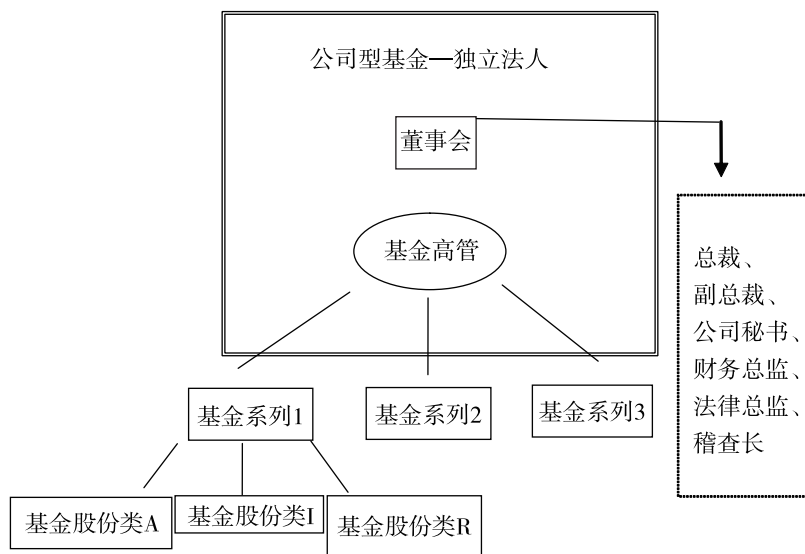 公司型基金—独立法人
董事会
基金高管
总裁、
副总裁、
公司秘书、
财务总监、
法律总监、
稽查长
基金系列1
基金系列2
基金系列3
基金股份类A
基金股份类I
基金股份类R